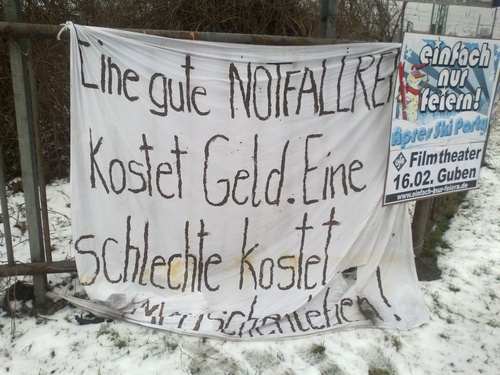 Eine gute NOTFALLRE
kostet Geld. Eine
schlechte kostet
Menschenleben!
einfach
nur
feiern!
Apres Ski Party
Filmtheater
16.02. Guben
www.einfach-nur-feiern.de